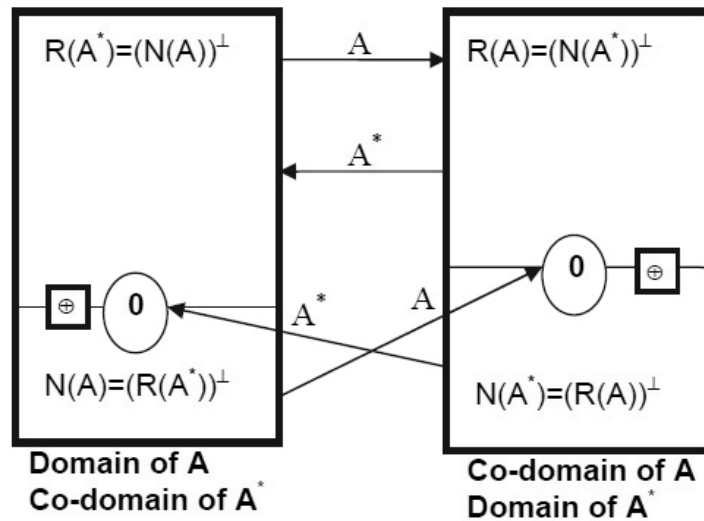 R(A*)=(N(A))⊥
A
R(A)=(N(A*))⊥
A*
⊕
0
A*
A
0
⊕
N(A)=(R(A*))⊥
N(A*)=(R(A))⊥
Domain of A
Co-domain of A*
Co-domain of A
Domain of A*